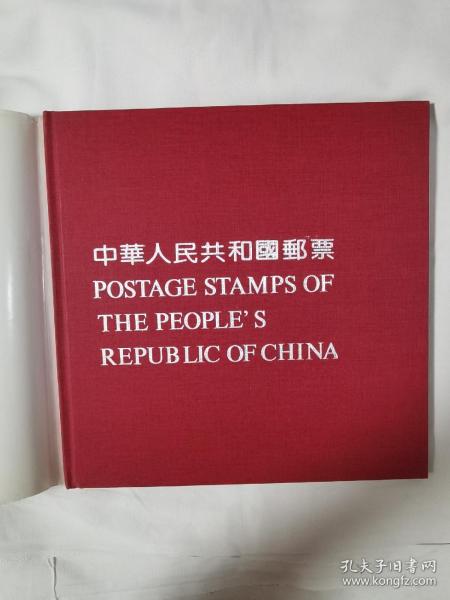 中華人民共和國郵票
POSTAGE STAMPS OF
THE PEOPLE'S
REPUBLIC OF CHINA
孔夫子旧书网
www.kongfz.com